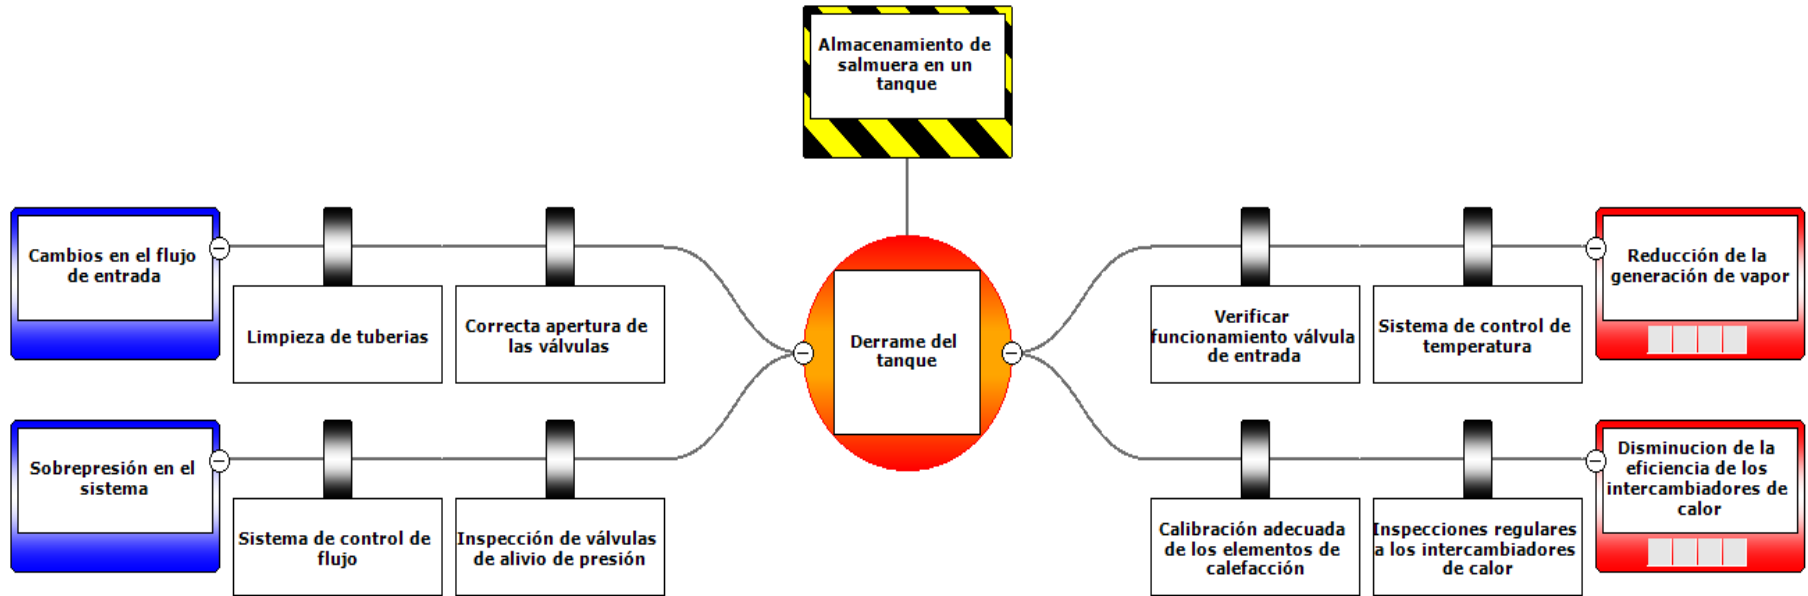 Almacenamiento de
salmuera en un
tanque
Cambios en el flujo
de entrada
Limpieza de tuberias
Correcta apertura de
las válvulas
Derrame del
tanque
Verificar
funcionamiento válvula
de entrada
Sistema de control de
temperatura
Reducción de la
generación de vapor
Sobrepresión en el
sistema
Sistema de control de
flujo
Inspección de válvulas
de alivio de presión
Calibración adecuada
de los elementos de
calefacción
Inspecciones regulares
a los intercambiadores
de calor
Disminucion de la
eficiencia de los
intercambiadores de
calor